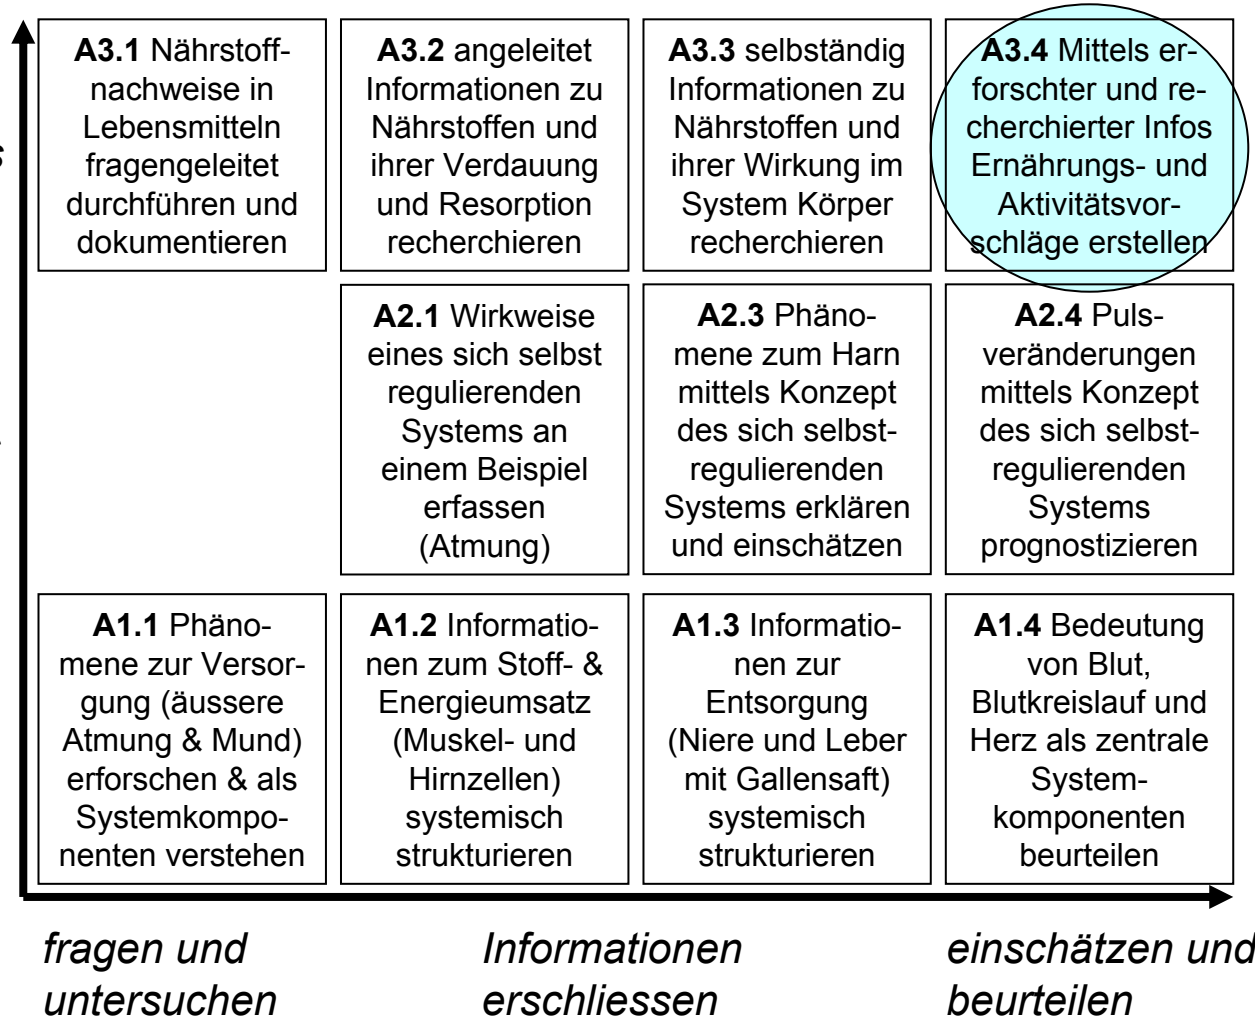 A3.1 Nährstoff-
nachweise in
Lebensmitteln
fragengeleitet
durchführen und
dokumentieren
A3.2 angeleitet
Informationen zu
Nährstoffen und
ihrer Verdauung
und Resorption
recherchieren
A3.3 selbständig
Informationen zu
Nährstoffen und
ihrer Wirkung im
System Körper
recherchieren
A3.4 Mittels er-
forschter und re-
cherchierter Infos
Ernährungs- und
Aktivitätsvor-
schläge erstellen
A2.1 Wirkweise
eines sich selbst
regulierenden
Systems an
einem Beispiel
erfassen
(Atmung)
A2.3 Phäno-
mene zum Harn
mittels Konzept
des sich selbst-
regulierenden
Systems erklären
und einschätzen
A2.4 Puls-
veränderungen
mittels Konzept
des sich selbst-
regulierenden
Systems
prognostizieren
A1.1 Phäno-
mene zur Versor-
gung (äussere
Atmung & Mund)
erforschen & als
Systemkompo-
nenten verstehen
A1.2 Informatio-
nen zum Stoff- &
Energieumsatz
(Muskel- und
Hirnzellen)
systemisch
strukturieren
A1.3 Informatio-
nen zur
Entsorgung
(Niere und Leber
mit Gallensaft)
systemisch
strukturieren
A1.4 Bedeutung
von Blut,
Blutkreislauf und
Herz als zentrale
System-
komponenten
beurteilen
fragen und
untersuchen
Informationen
erschliessen
einschätzen und
beurteilen